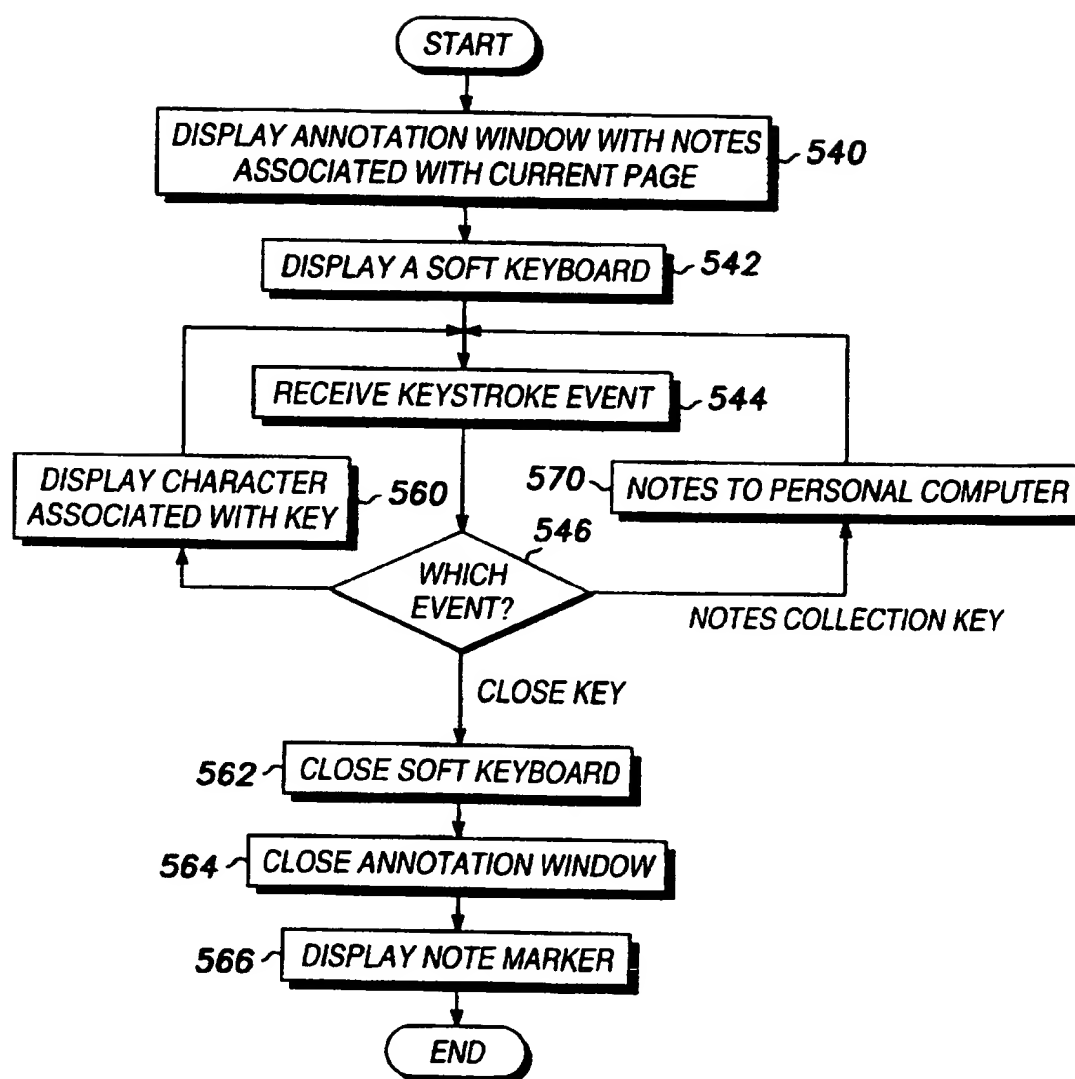 START
DISPLAY ANNOTATION WINDOW WITH NOTES
ASSOCIATED WITH CURRENT PAGE
540
DISPLAY A SOFT KEYBOARD
542
RECEIVE KEYSTROKE EVENT
544
DISPLAY CHARACTER
ASSOCIATED WITH KEY
560
570
NOTES TO PERSONAL COMPUTER
546
WHICH
EVENT?
NOTES COLLECTION KEY
CLOSE KEY
562
CLOSE SOFT KEYBOARD
564
CLOSE ANNOTATION WINDOW
566
DISPLAY NOTE MARKER
END